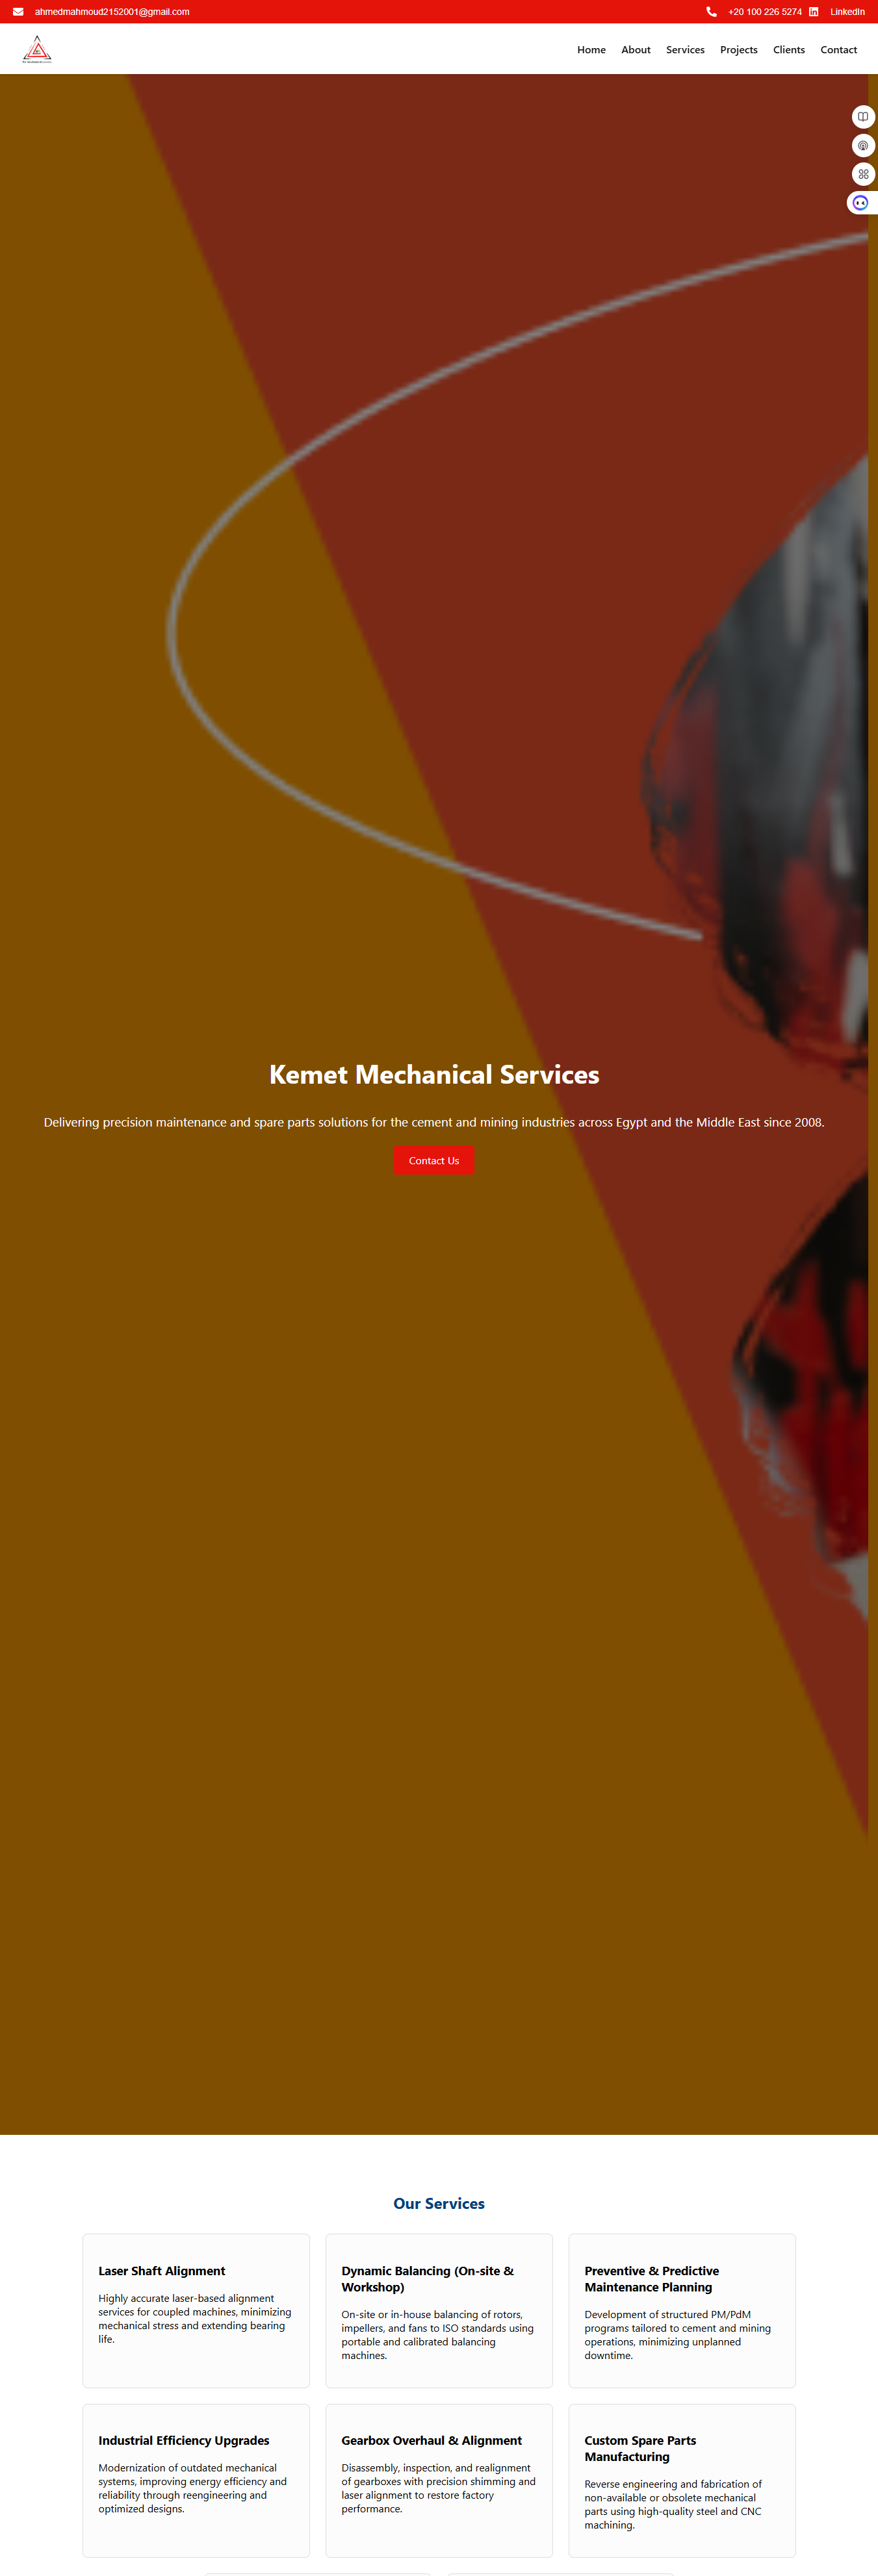 ahmedmahmoud2152001@gmail.com
+20 100 226 5274
LinkedIn
Home
About
Services
Projects
Clients
Contact
Kemet Mechanical Services
Delivering precision maintenance and spare parts solutions for the cement and mining industries across Egypt and the Middle East since 2008.
Contact Us
Our Services
Laser Shaft Alignment
Highly accurate laser-based alignment
services for coupled machines, minimizing
mechanical stress and extending bearing
life.
Dynamic Balancing (On-site &
Workshop)
On-site or in-house balancing of rotors,
impellers, and fans to ISO standards using
portable and calibrated balancing
machines.
Preventive & Predictive
Maintenance Planning
Development of structured PM/PdM
programs tailored to cement and mining
operations, minimizing unplanned
downtime.
Industrial Efficiency Upgrades
Modernization of outdated mechanical
systems, improving energy efficiency and
reliability through reengineering and
optimized designs.
Gearbox Overhaul & Alignment
Disassembly, inspection, and realignment
of gearboxes with precision shimming and
laser alignment to restore factory
performance.
Custom Spare Parts
Manufacturing
Reverse engineering and fabrication of
non-available or obsolete mechanical
parts using high-quality steel and CNC
machining.